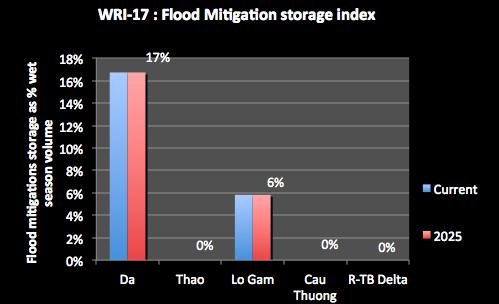 WRI-17 : Flood Mitigation storage index
Flood mitigations storage as % wet
season volume
18%
16%
14%
12%
10%
8%
6%
4%
2%
0%
17%
0%
6%
0%
0%
Da
Thao
Lo Gam
Cau
Thuong
R-TB Delta
Current
2025